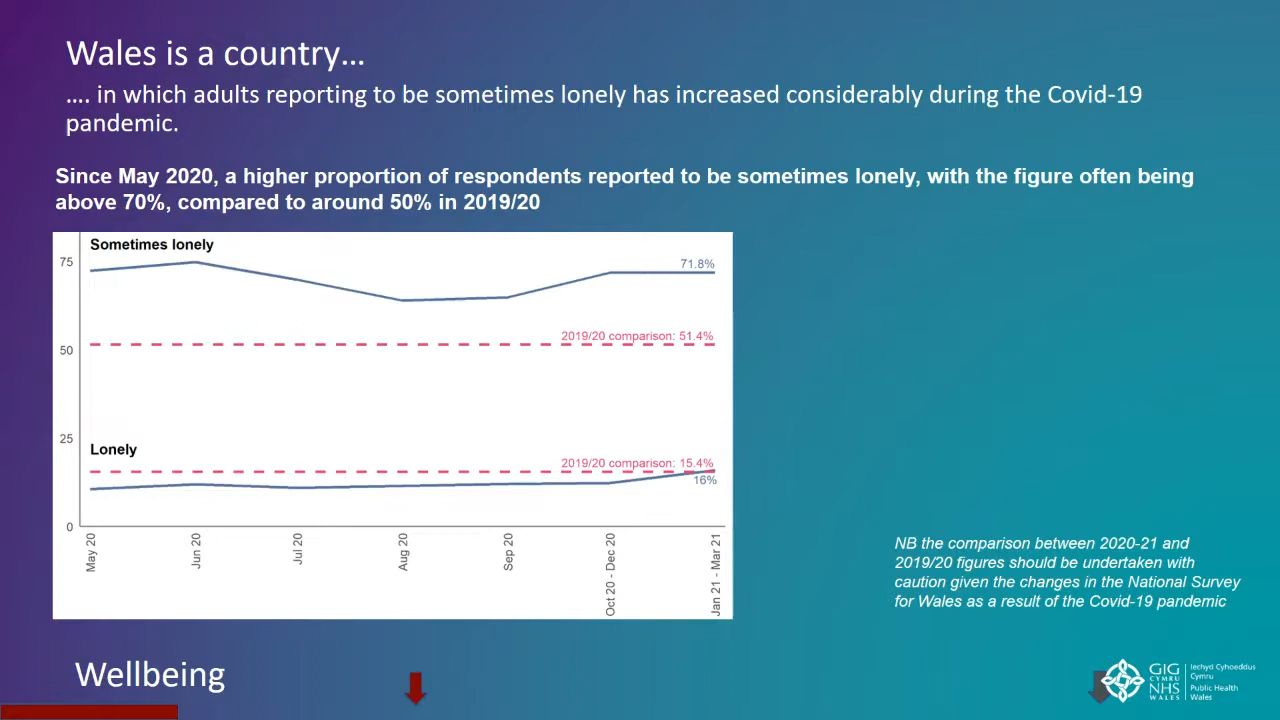 Wales is a country…
…. in which adults reporting to be sometimes lonely has increased considerably during the Covid-19
pandemic.
Since May 2020, a higher proportion of respondents reported to be sometimes lonely, with the figure often being
above 70%, compared to around 50% in 2019/20
Sometimes lonely
75
71.8%
2019/20 comparison: 51.4%
50
25
Lonely
2019/20 comparison: 15.4%
16%
0
May 20
Jun 20
Jul 20
Aug 20
Sep 20
Oct 20 - Dec 20
Jan 21 - Mar 21
NB the comparison between 2020-21 and
2019/20 figures should be undertaken with
caution given the changes in the National Survey
for Wales as a result of the Covid-19 pandemic
Wellbeing
GIG
CYMRU
NHS
WALES
Iechyd Cyhoeddus
Cymru
Public Health
Wales